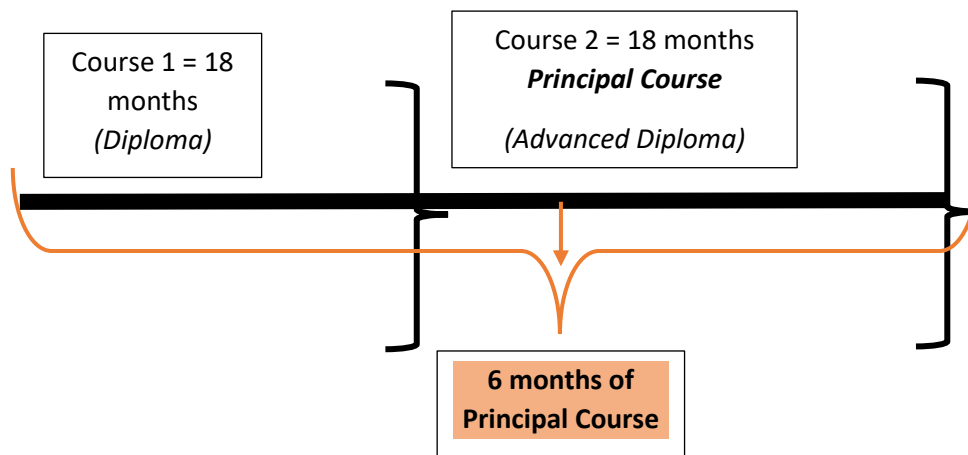 Course 1 = 18
months
(Diploma)
Course 2 = 18 months
Principal Course
(Advanced Diploma)
6 months of
Principal Course